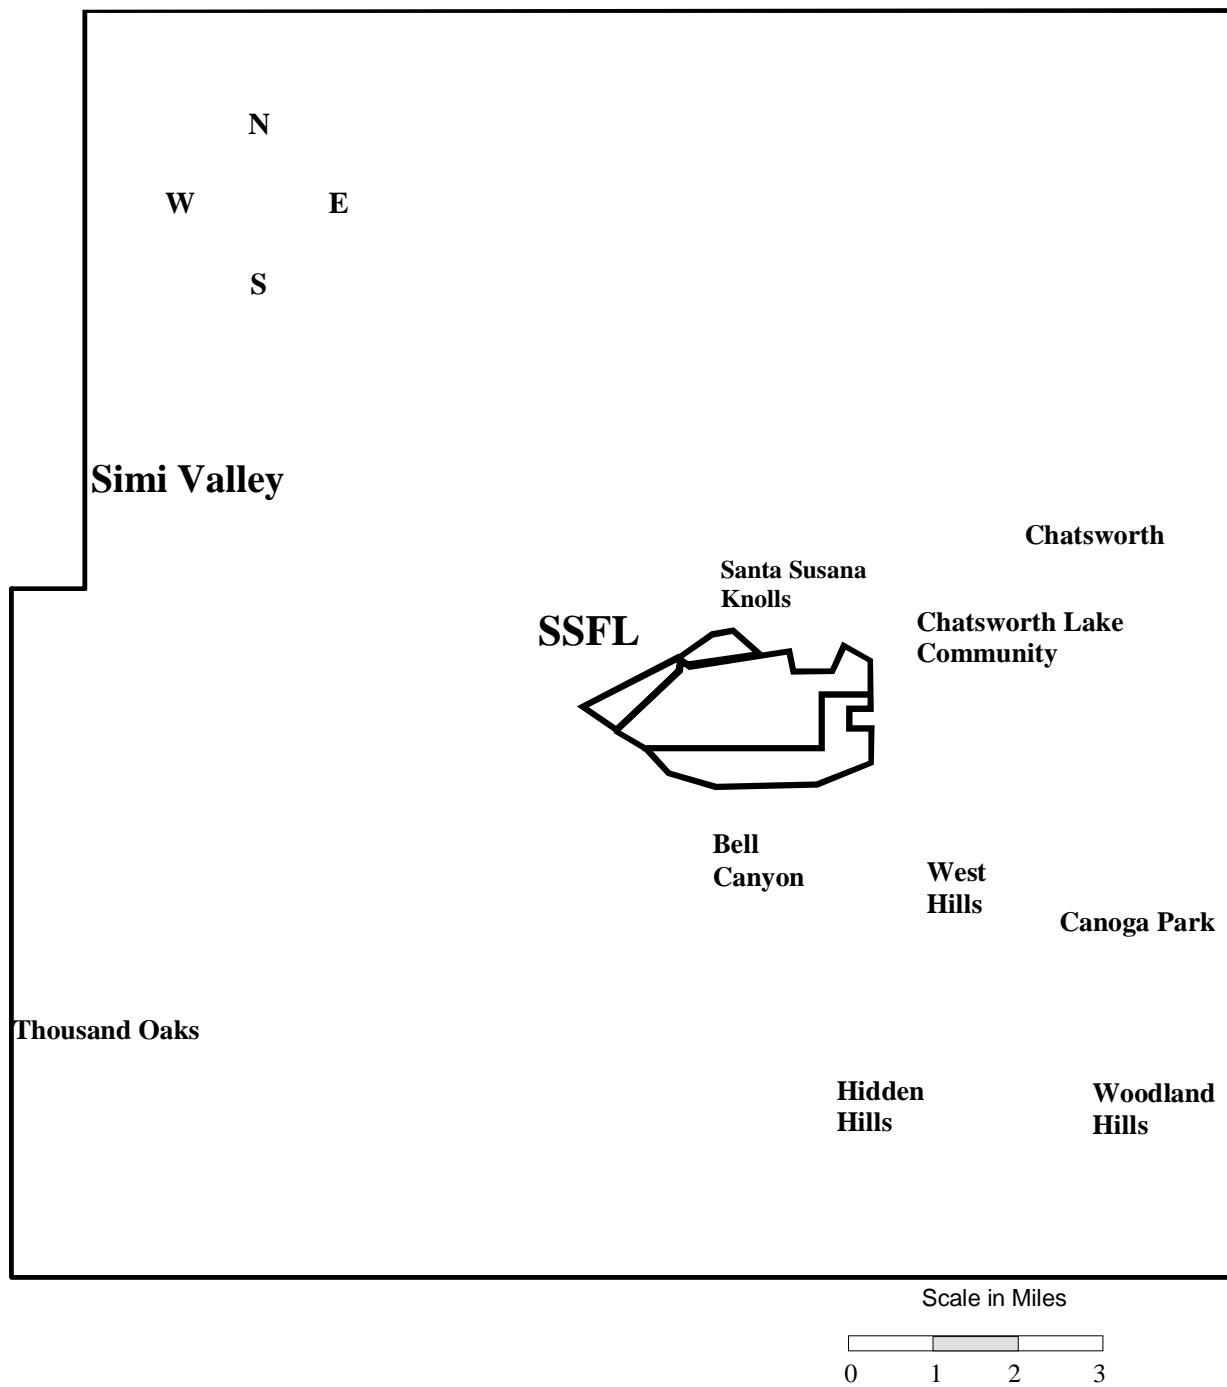 N
W E
S
Simi Valley
Chatsworth
Santa Susana
Knolls
SSFL
Chatsworth Lake
Community
Bell
Canyon
West
Hills
Canoga Park
Thousand Oaks
Hidden
Hills
Woodland
Hills
Scale in Miles
0 1 2 3